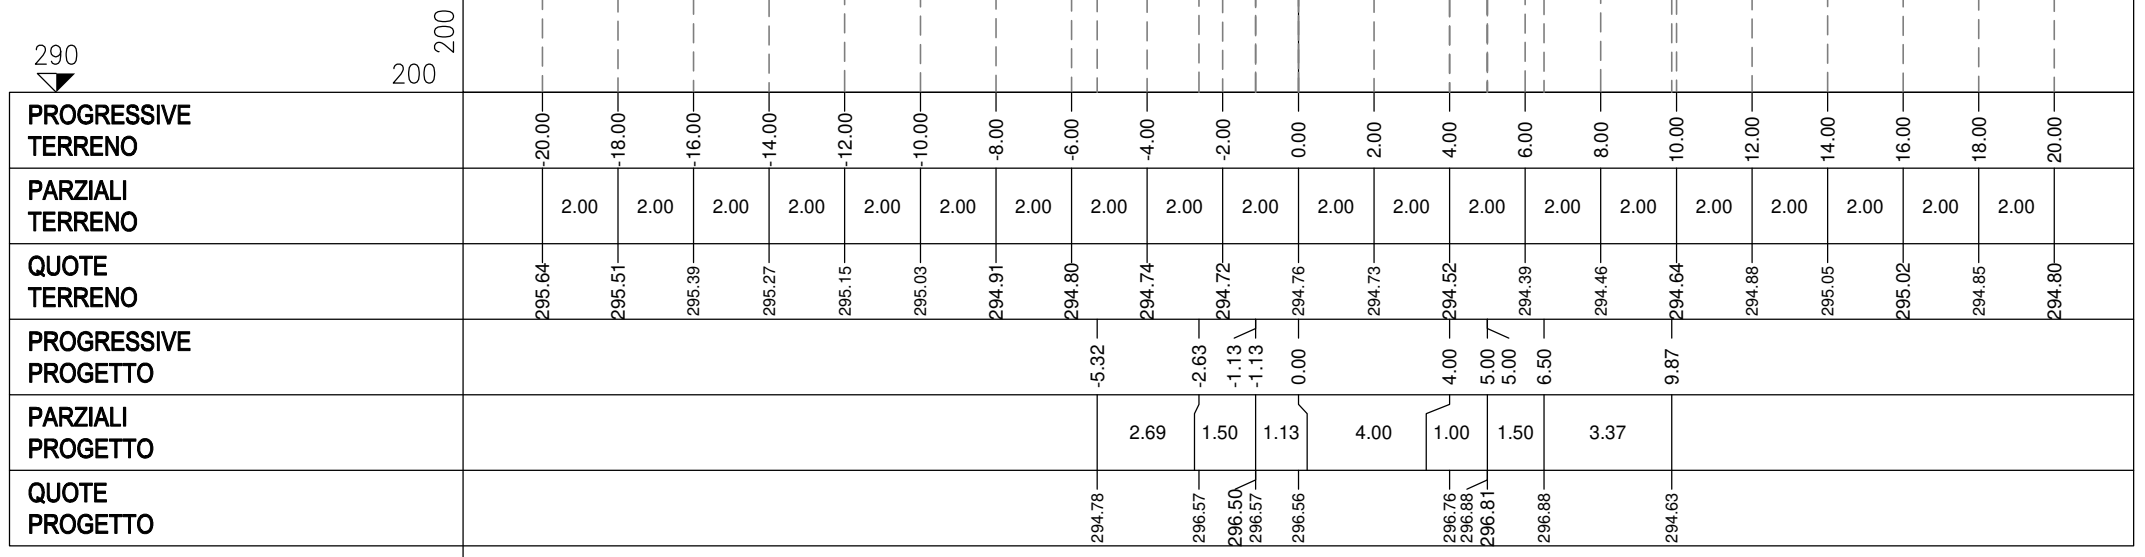 200
290
200
PROGRESSIVE
TERRENO
-20.00 -18.00 -16.00 -14.00 -12.00 -10.00 -8.00 -6.00 -4.00 -2.00 0.00 2.00 4.00 6.00 8.00 10.00 12.00 14.00 16.00 18.00 20.00
PARZIALI
TERRENO
2.00 2.00 2.00 2.00 2.00 2.00 2.00 2.00 2.00 2.00 2.00 2.00 2.00 2.00 2.00 2.00 2.00 2.00 2.00 2.00
QUOTE
TERRENO
295.64 295.51 295.39 295.27 295.15 295.03 294.91 294.80 294.74 294.72 294.76 294.73 294.52 294.39 294.46 294.64 294.88 295.05 295.02 294.85 294.80
PROGRESSIVE
PROGETTO
-5.32 -2.63 -1.13 -1.13 0.00 4.00 5.00 5.00 6.50 9.87
PARZIALI
PROGETTO
2.69 1.50 1.13 4.00 1.00 1.50 3.37
QUOTE
PROGETTO
294.78 296.57 296.50 296.57 296.56 296.76 296.88 296.81 296.88 294.63